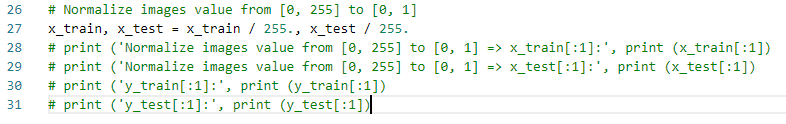 26 # Normalize images value from [0, 255] to [0, 1]
27 x_train, x_test = x_train / 255., x_test / 255.
28 # print ('Normalize images value from [0, 255] to [0, 1] => x_train[:1]:', print (x_train[:1])
29 # print ('Normalize images value from [0, 255] to [0, 1] => x_test[:1]:', print (x_test[:1])
30 # print ('y_train[:1]:', print (y_train[:1])
31 # print ('y_test[:1]:', print (y_test[:1])